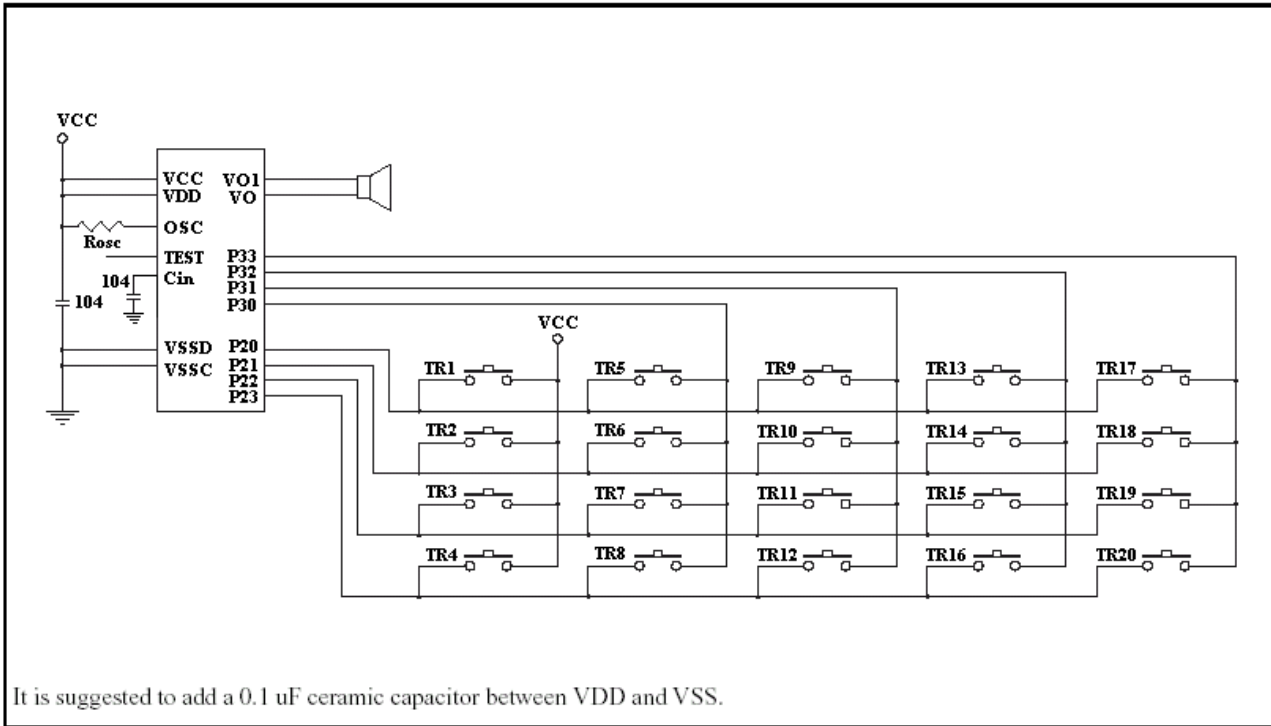 VCC
VCC VO1
VDD VO
OSC
Rosc
TEST P33
104 Cin P32
P31
104 P30
VCC
VSSD P20
VSSC P21
P22
P23
TR1 TR5 TR9 TR13 TR17
TR2 TR6 TR10 TR14 TR18
TR3 TR7 TR11 TR15 TR19
TR4 TR8 TR12 TR16 TR20
It is suggested to add a 0.1 uF ceramic capacitor between VDD and VSS.